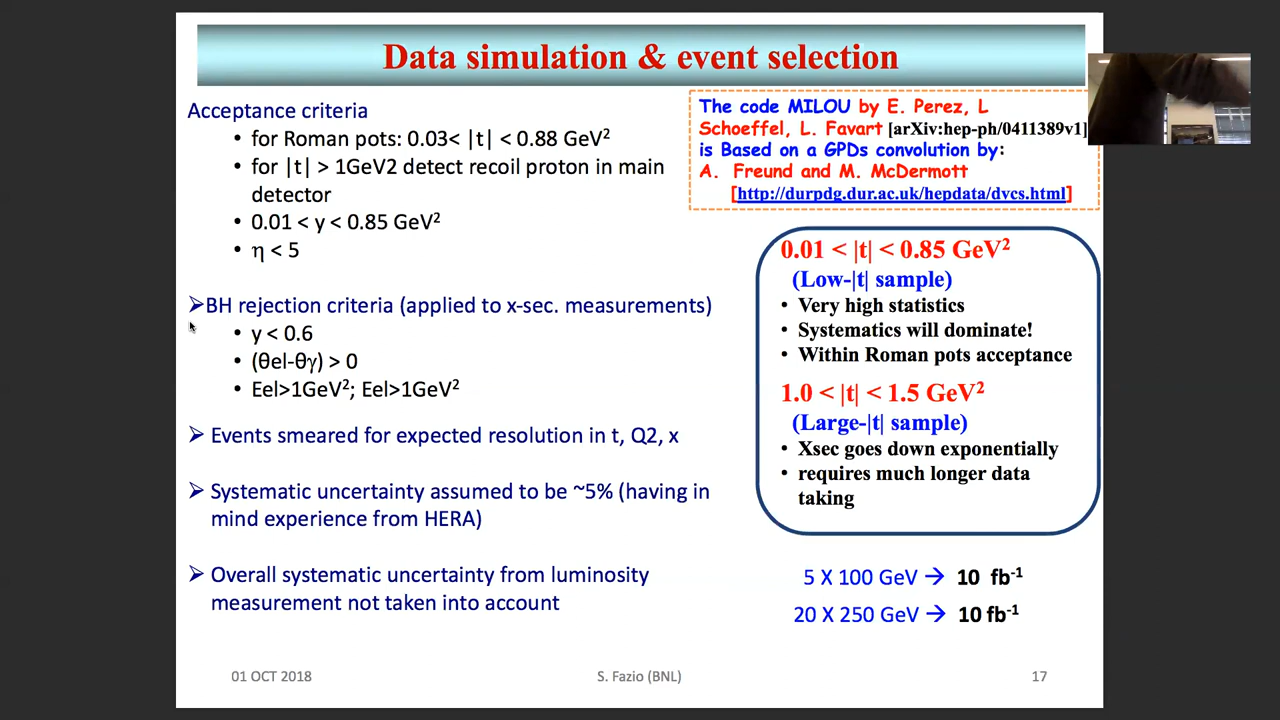 Data simulation & event selection
Acceptance criteria
• for Roman pots: 0.03< |t| < 0.88 GeV²
• for |t| > 1GeV2 detect recoil proton in main
detector
• 0.01 < y < 0.85 GeV²
• η < 5
➢BH rejection criteria (applied to x-sec. measurements)
• y < 0.6
• (θel-θγ) > 0
• Eel>1GeV²; Eel>1GeV²
➢ Events smeared for expected resolution in t, Q2, x
➢ Systematic uncertainty assumed to be ~5% (having in
mind experience from HERA)
➢ Overall systematic uncertainty from luminosity
measurement not taken into account
The code MILOU by E. Perez, L
Schoeffel, L. Favart [arXiv:hep-ph/0411389v1]
is Based on a GPDs convolution by:
A. Freund and M. McDermott
[http://durpdg.dur.ac.uk/hepdata/dvcs.html]
0.01 < |t| < 0.85 GeV²
(Low-|t| sample)
• Very high statistics
• Systematics will dominate!
• Within Roman pots acceptance
1.0 < |t| < 1.5 GeV²
(Large-|t| sample)
• Xsec goes down exponentially
• requires much longer data
taking
5 X 100 GeV → 10 fb⁻¹
20 X 250 GeV → 10 fb⁻¹
01 OCT 2018
S. Fazio (BNL)
17